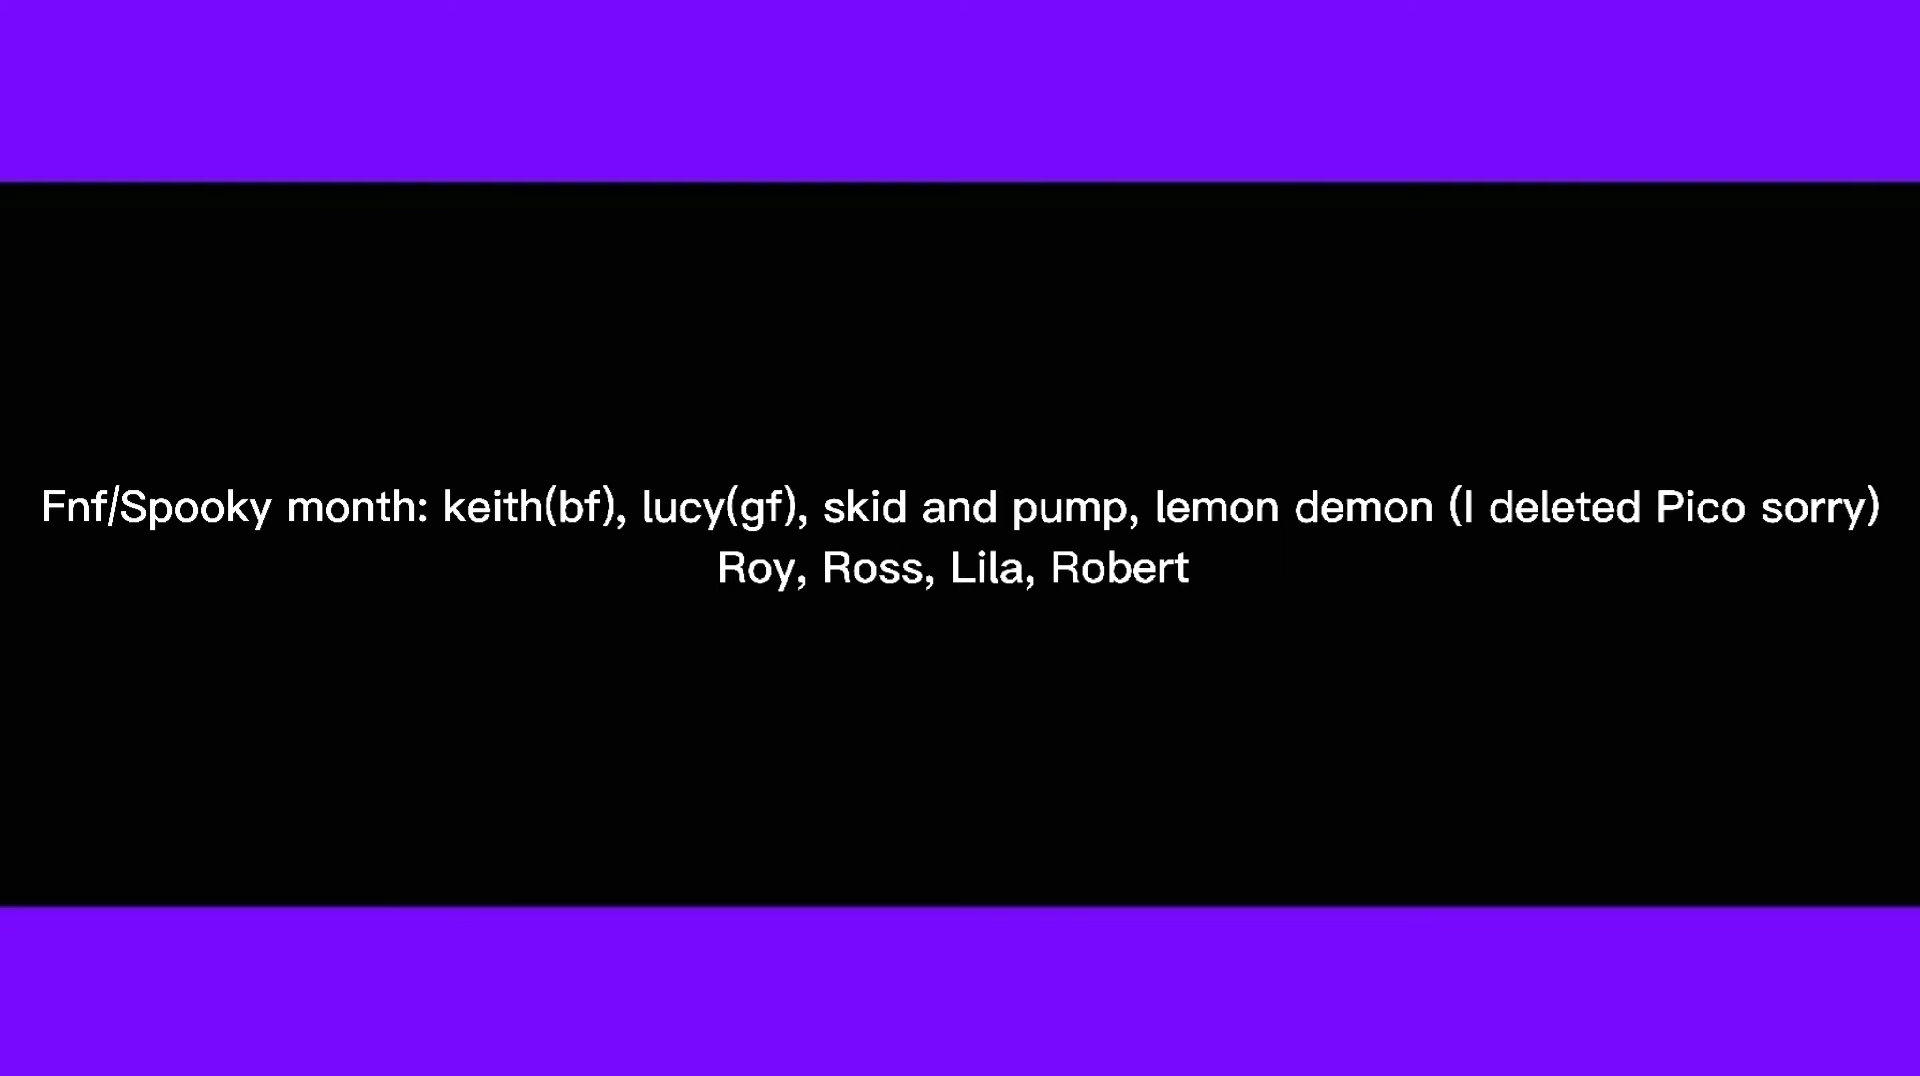 Fnf/Spooky month: keith(bf), lucy(gf), skid and pump, lemon demon (I deleted Pico sorry)
Roy, Ross, Lila, Robert